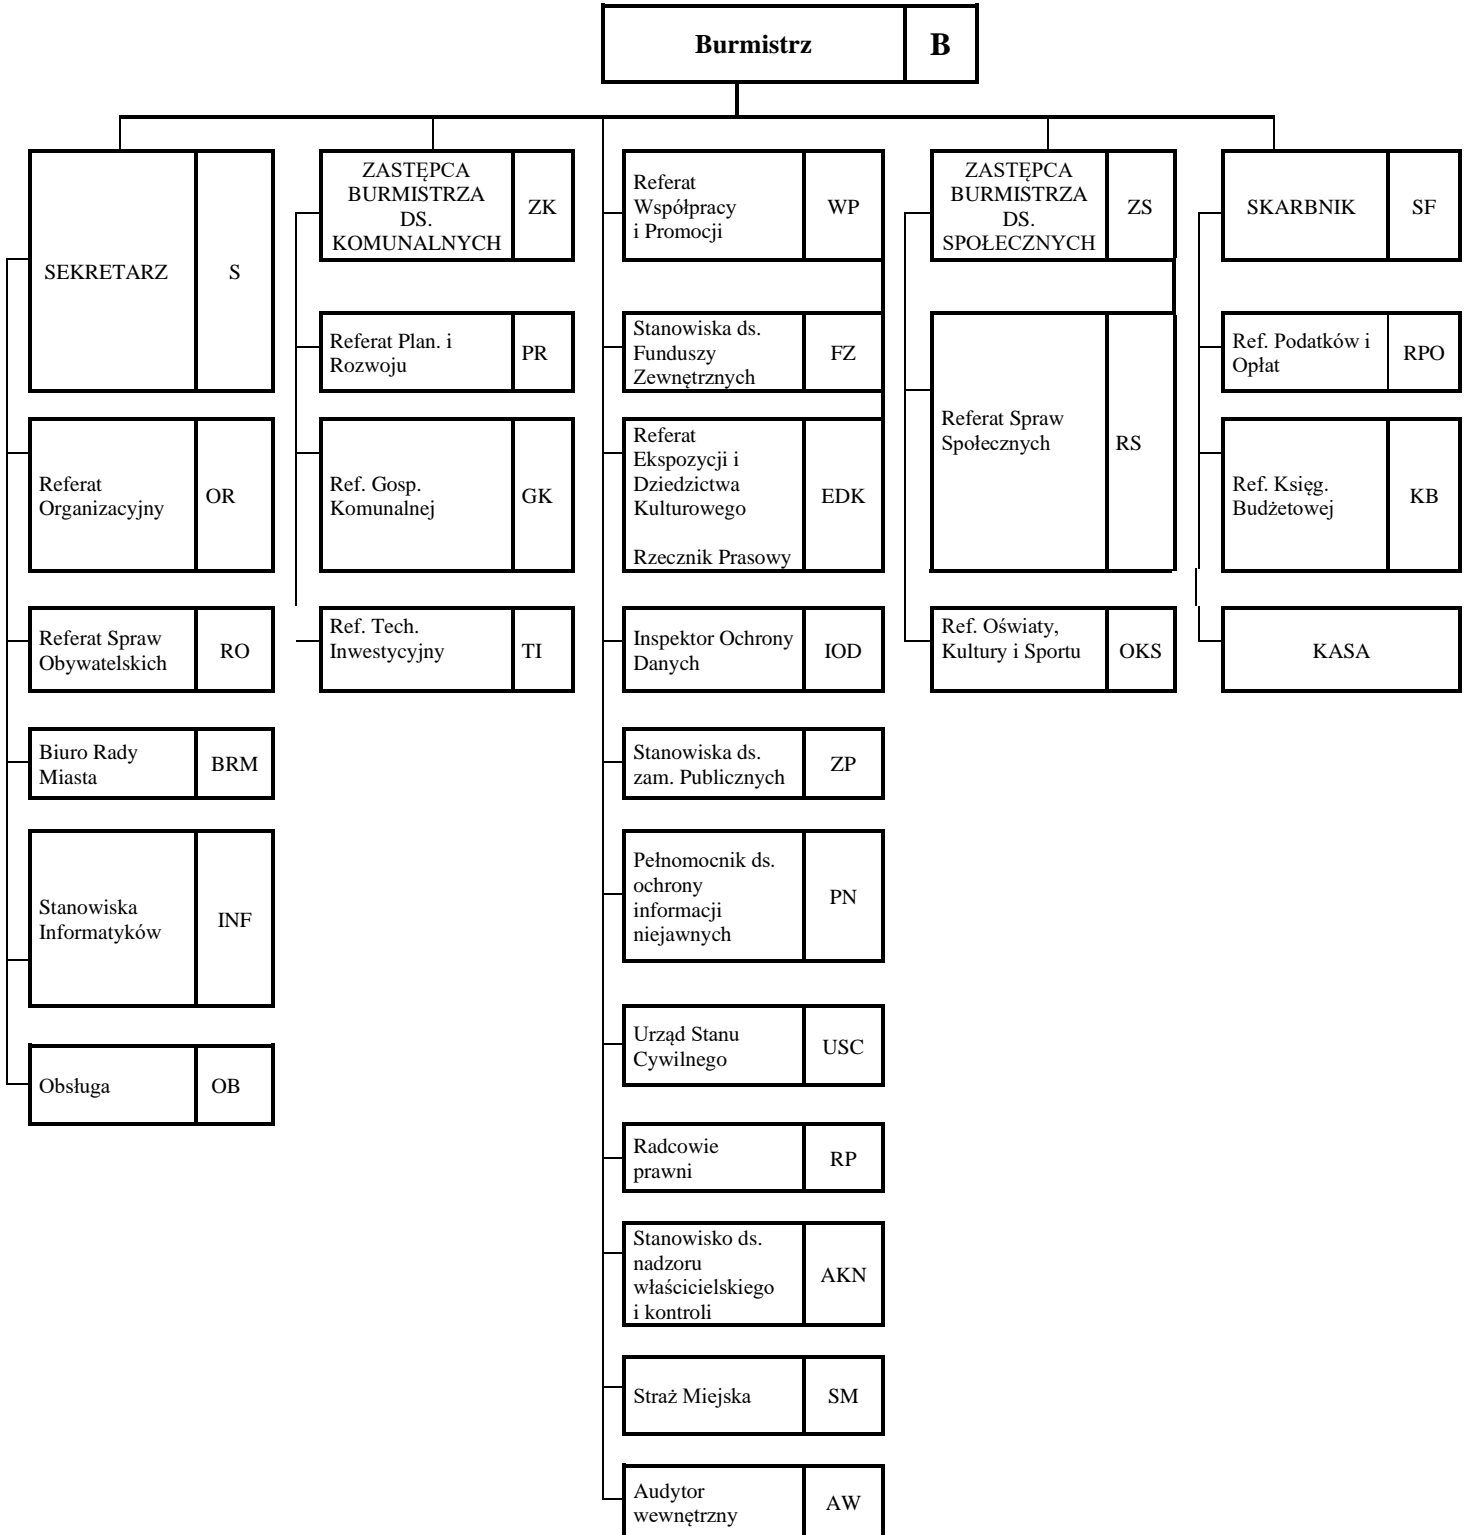 Burmistrz B
SEKRETARZ S
Referat
Organizacyjny
OR
Referat Spraw
Obywatelskich
RO
Biuro Rady
Miasta
BRM
Stanowiska
Informatyków
INF
Obsługa OB
ZASTĘPCA
BURMISTRZA
DS.
KOMUNALNYCH
ZK
Referat Plan. i
Rozwoju
PR
Ref. Gosp.
Komunalnej
GK
Ref. Tech.
Inwestycyjny
TI
Referat
Współpracy
i Promocji
WP
Stanowiska ds.
Funduszy
Zewnętrznych
FZ
Referat
Ekspozycji i
Dziedzictwa
Kulturowego
Rzecznik Prasowy
EDK
Inspektor Ochrony
Danych
IOD
Stanowiska ds.
zam. Publicznych
ZP
Pełnomocnik ds.
ochrony
informacji
niejawnych
PN
Urząd Stanu
Cywilnego
USC
Radcowie
prawni
RP
Stanowisko ds.
nadzoru
właścicielskiego
i kontroli
AKN
Straż Miejska SM
Audytor
wewnętrzny
AW
ZASTĘPCA
BURMISTRZA
DS.
SPOŁECZNYCH
ZS
Referat Spraw
Społecznych
RS
Ref. Oświaty,
Kultury i Sportu
OKS
SKARBNIK SF
Ref. Podatków i
Opłat
RPO
Ref. Księg.
Budżetowej
KB
KASA